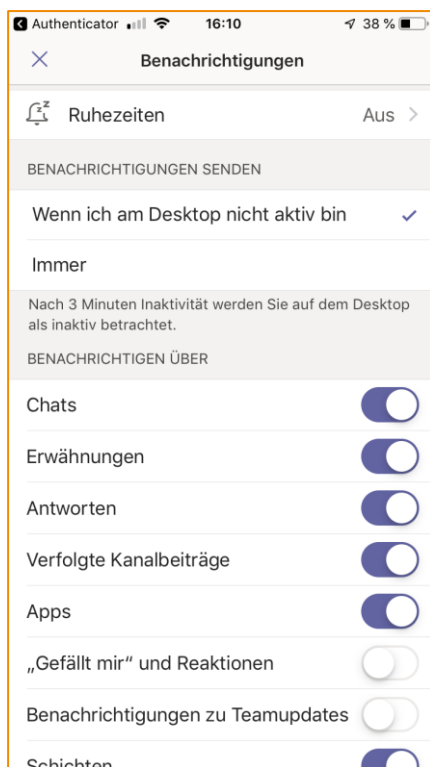 Authenticator 16:10 38 %
Benachrichtigungen
Ruhezeiten Aus
BENACHRICHTIGUNGEN SENDEN
Wenn ich am Desktop nicht aktiv bin
Immer
Nach 3 Minuten Inaktivität werden Sie auf dem Desktop
als inaktiv betrachtet.
BENACHRICHTIGEN ÜBER
Chats
Erwähnungen
Antworten
Verfolgte Kanalbeiträge
Apps
„Gefällt mir“ und Reaktionen
Benachrichtigungen zu Teamupdates
Schichten